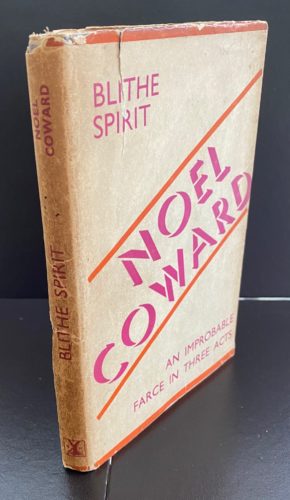 BLITHE
SPIRIT
NOEL
COWARD
AN IMPROBABLE
FARCE IN THREE ACTS
NOEL
COWARD
BLITHE SPIRIT